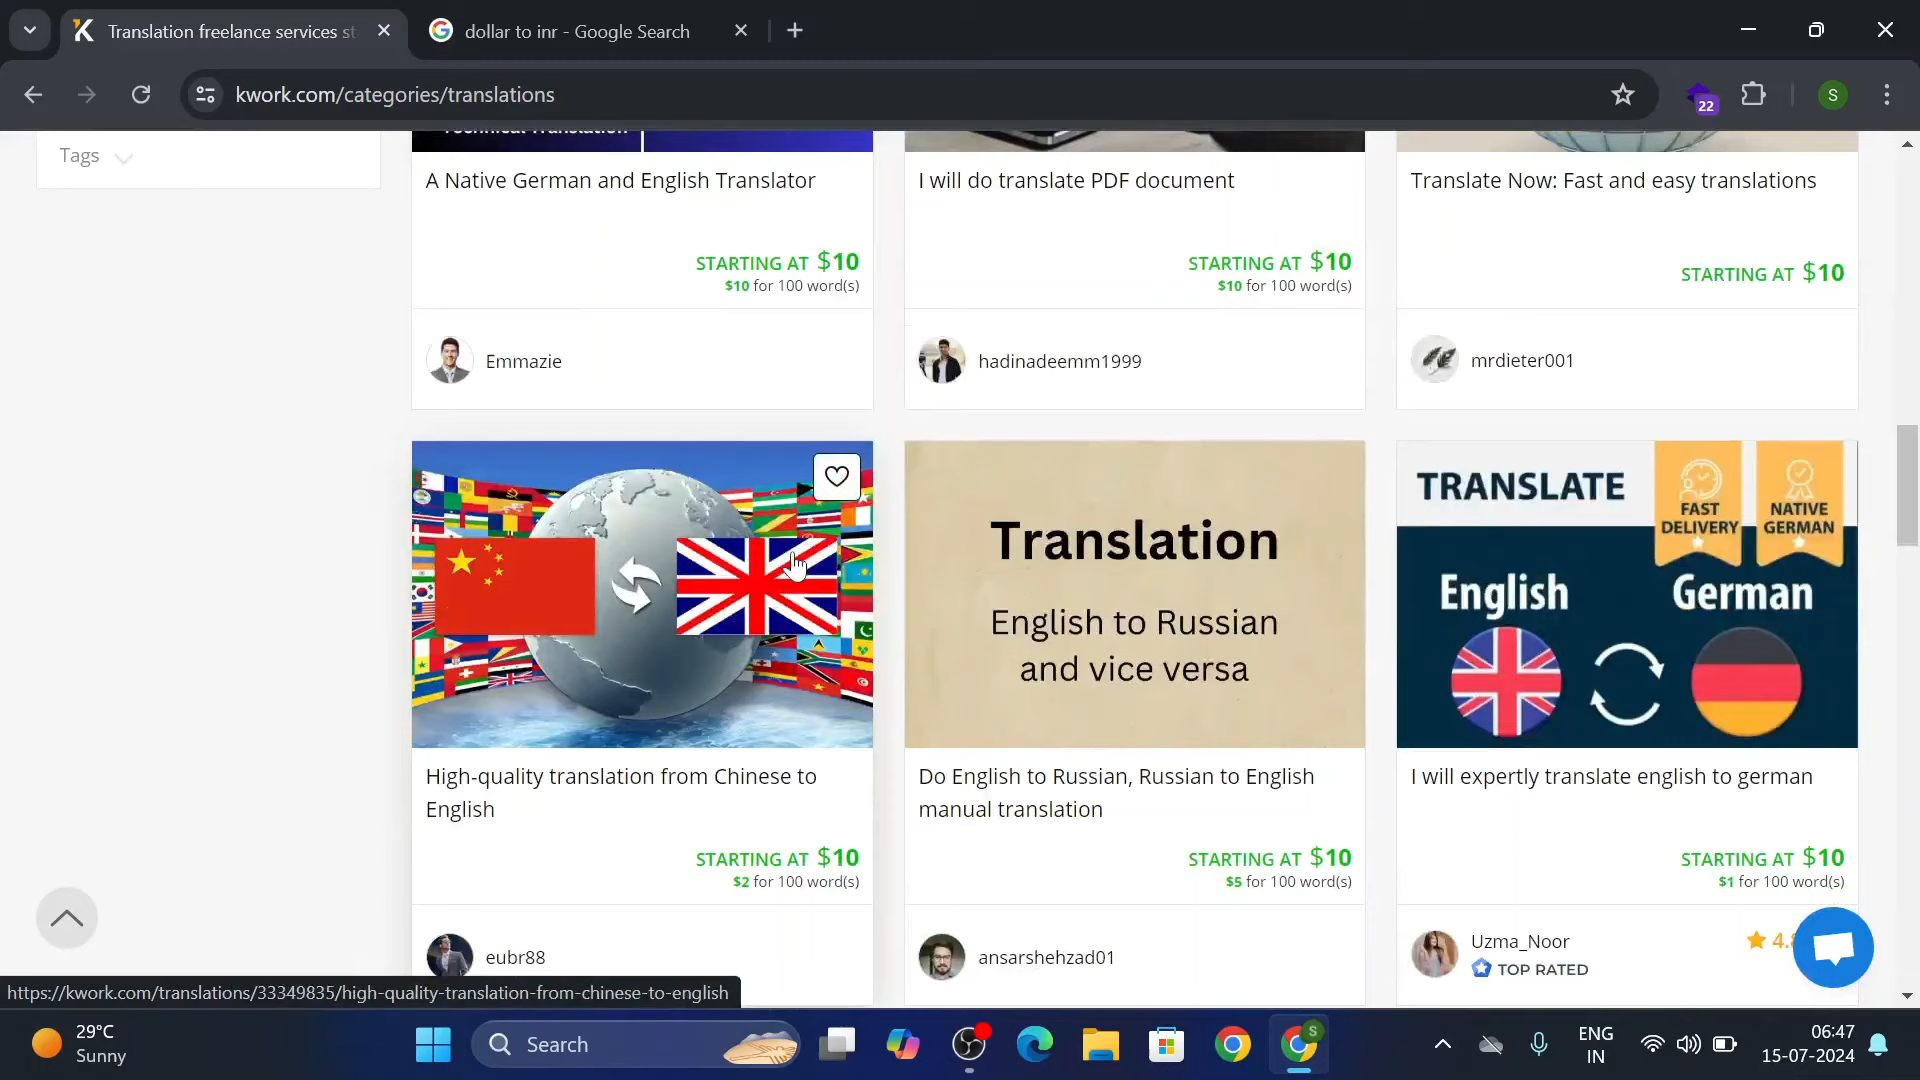 Translation freelance services st
dollar to inr - Google Search
kwork.com/categories/translations
22
S
Tags
Technical Translation
A Native German and English Translator
STARTING AT $10
$10 for 100 word(s)
Emmazie
I will do translate PDF document
STARTING AT $10
$10 for 100 word(s)
hadinadeemm1999
Translate Now: Fast and easy translations
STARTING AT $10
mrdieter001
High-quality translation from Chinese to
English
STARTING AT $10
$2 for 100 word(s)
eubr88
Translation
English to Russian
and vice versa
Do English to Russian, Russian to English
manual translation
STARTING AT $10
$5 for 100 word(s)
ansarshehzad01
TRANSLATE
FAST
DELIVERY
NATIVE
GERMAN
English
German
I will expertly translate english to german
STARTING AT $10
$1 for 100 word(s)
Uzma_Noor
TOP RATED
https://kwork.com/translations/33349835/high-quality-translation-from-chinese-to-english
29°C
Sunny
Search
S
ENG
IN
06:47
15-07-2024